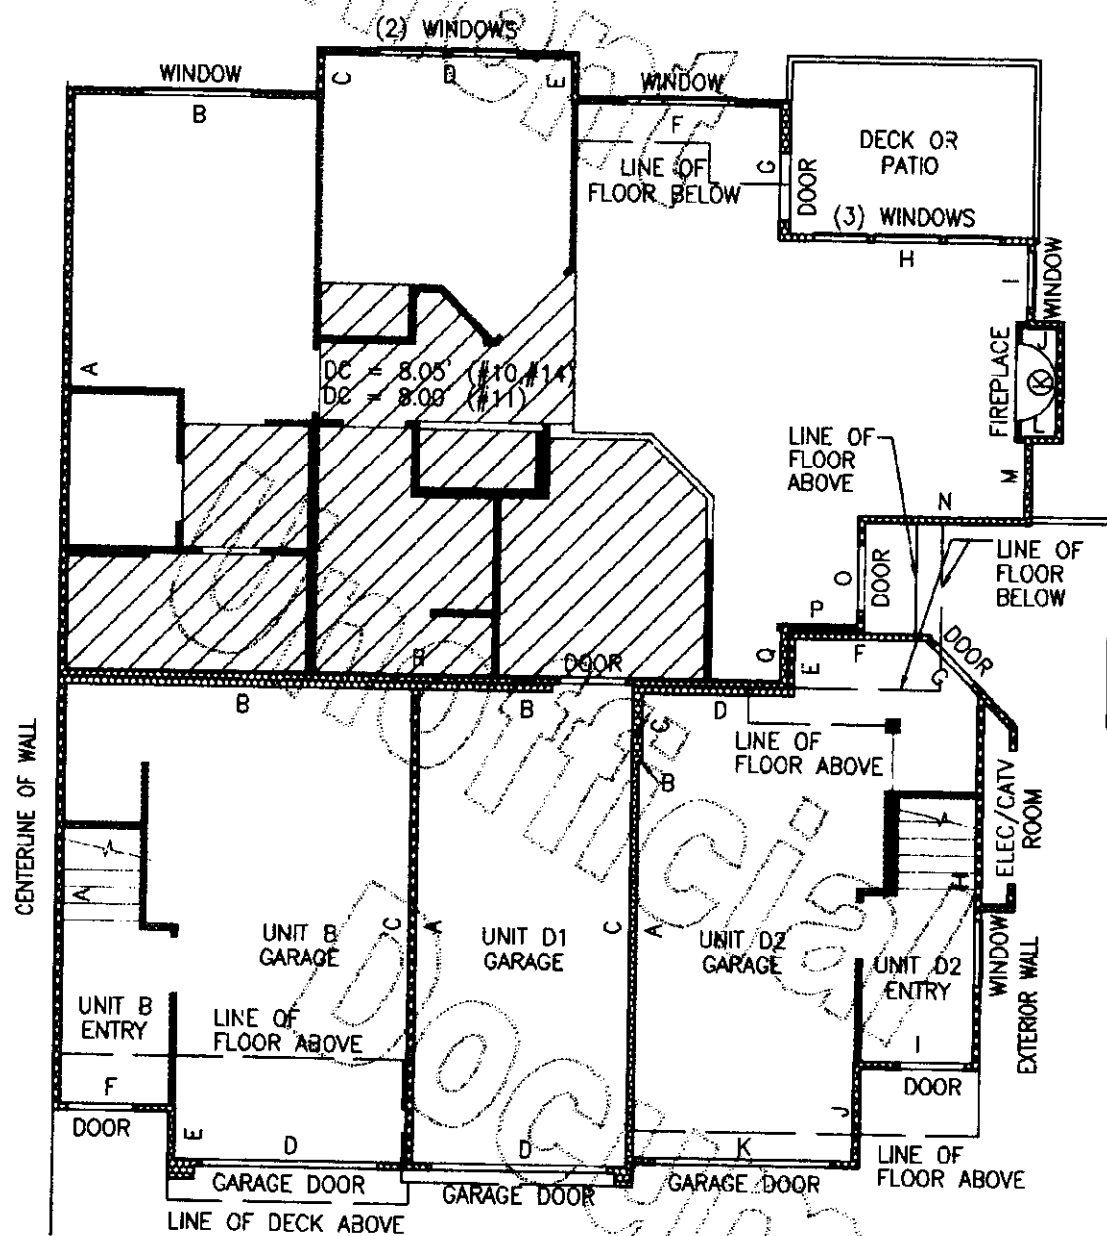 (2) WINDOWS
WINDOW
C
D
E
WINDOW
B
F
DECK OR
PATIO
LINE OF
FLOOR BELOW
G
DOOR
(3) WINDOWS
H
I
WINDOW
A
DC = 8.05' (#10,#14)
DC = 8.00 (#11)
FIREPLACE
L
K
L
LINE OF
FLOOR
ABOVE
M
N
O
DOOR
LINE OF
FLOOR
BELOW
P
Q
E
F
DOOR
G
R
DOOR
B
B
D
C
B
LINE OF
FLOOR ABOVE
CENTERLINE OF WALL
ELEC/CATV
ROOM
A
H
UNIT B
GARAGE
C
A
UNIT D1
GARAGE
C
A
UNIT D2
GARAGE
UNIT D2
ENTRY
WINDOW
EXTERIOR WALL
UNIT B
ENTRY
LINE OF
FLOOR ABOVE
I
DOOR
F
DOOR
E
D
D
J
K
LINE OF
FLOOR ABOVE
GARAGE DOOR
GARAGE DOOR
GARAGE DOOR
LINE OF DECK ABOVE
Unofficial
Document